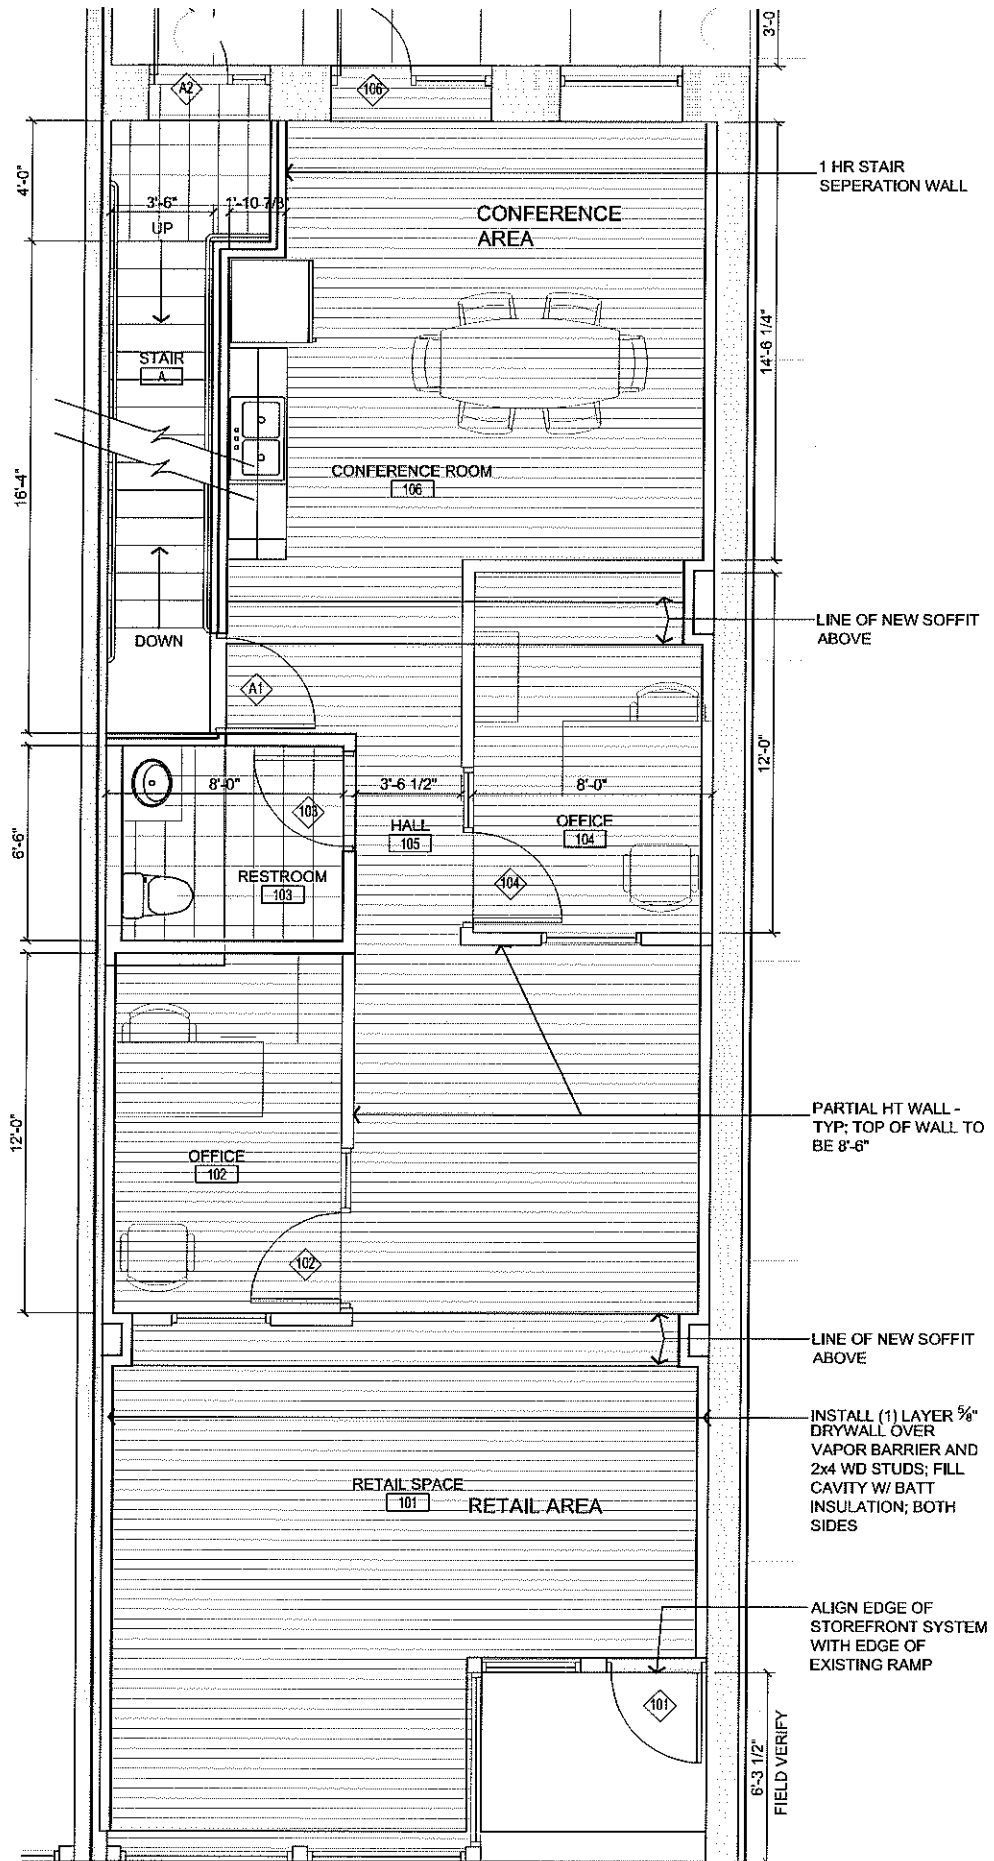 3'-0
A2
106
4'-0"
3'-6"
1'-10 7/8"
UP
1 HR STAIR
SEPERATION WALL
CONFERENCE
AREA
14'-6 1/4"
STAIR
A
16'-4"
CONFERENCE ROOM
106
DOWN
LINE OF NEW SOFFIT
ABOVE
A1
12'-0"
8'-0"
3'-6 1/2"
8'-0"
103
HALL
105
OFFICE
104
6'-6"
RESTROOM
103
104
12'-0"
PARTIAL HT WALL -
TYP; TOP OF WALL TO
BE 8'-6"
OFFICE
102
102
LINE OF NEW SOFFIT
ABOVE
INSTALL (1) LAYER ⅝"
DRYWALL OVER
VAPOR BARRIER AND
2x4 WD STUDS; FILL
CAVITY W/ BATT
INSULATION; BOTH
SIDES
RETAIL SPACE
101
RETAIL AREA
ALIGN EDGE OF
STOREFRONT SYSTEM
WITH EDGE OF
EXISTING RAMP
101
6'-3 1/2"
FIELD VERIFY